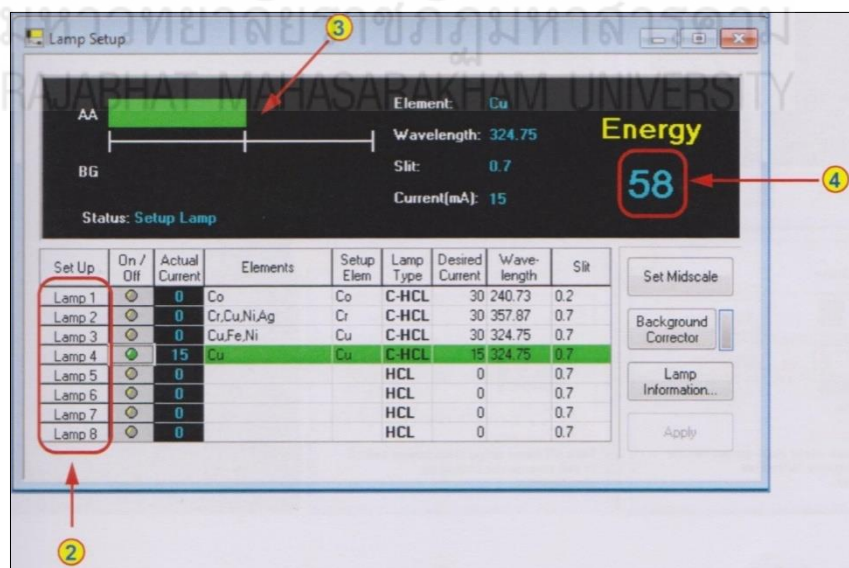 มหาวิทยาลัยราชภัฏมหาสารคาม
RAJABHAT MAHASARAKHAM UNIVERSITY
Lamp Setup
3
AA
BG
Status: Setup Lamp
Element: Cu
Wavelength: 324.75
Slit: 0.7
Current(mA): 15
Energy
58
4
Set Up On / Off Actual Current Elements Setup Elem Lamp Type Desired Current Wave-length Slit
Lamp 1 0 Co Co C-HCL 30 240.73 0.2
Lamp 2 0 Cr,Cu,Ni,Ag Cr C-HCL 30 357.87 0.7
Lamp 3 0 Cu,Fe,Ni Cu C-HCL 30 324.75 0.7
Lamp 4 15 Cu Cu C-HCL 15 324.75 0.7
Lamp 5 0 HCL 0 0.7
Lamp 6 0 HCL 0 0.7
Lamp 7 0 HCL 0 0.7
Lamp 8 0 HCL 0 0.7
Set Midscale
Background Corrector
Lamp Information...
Apply
2